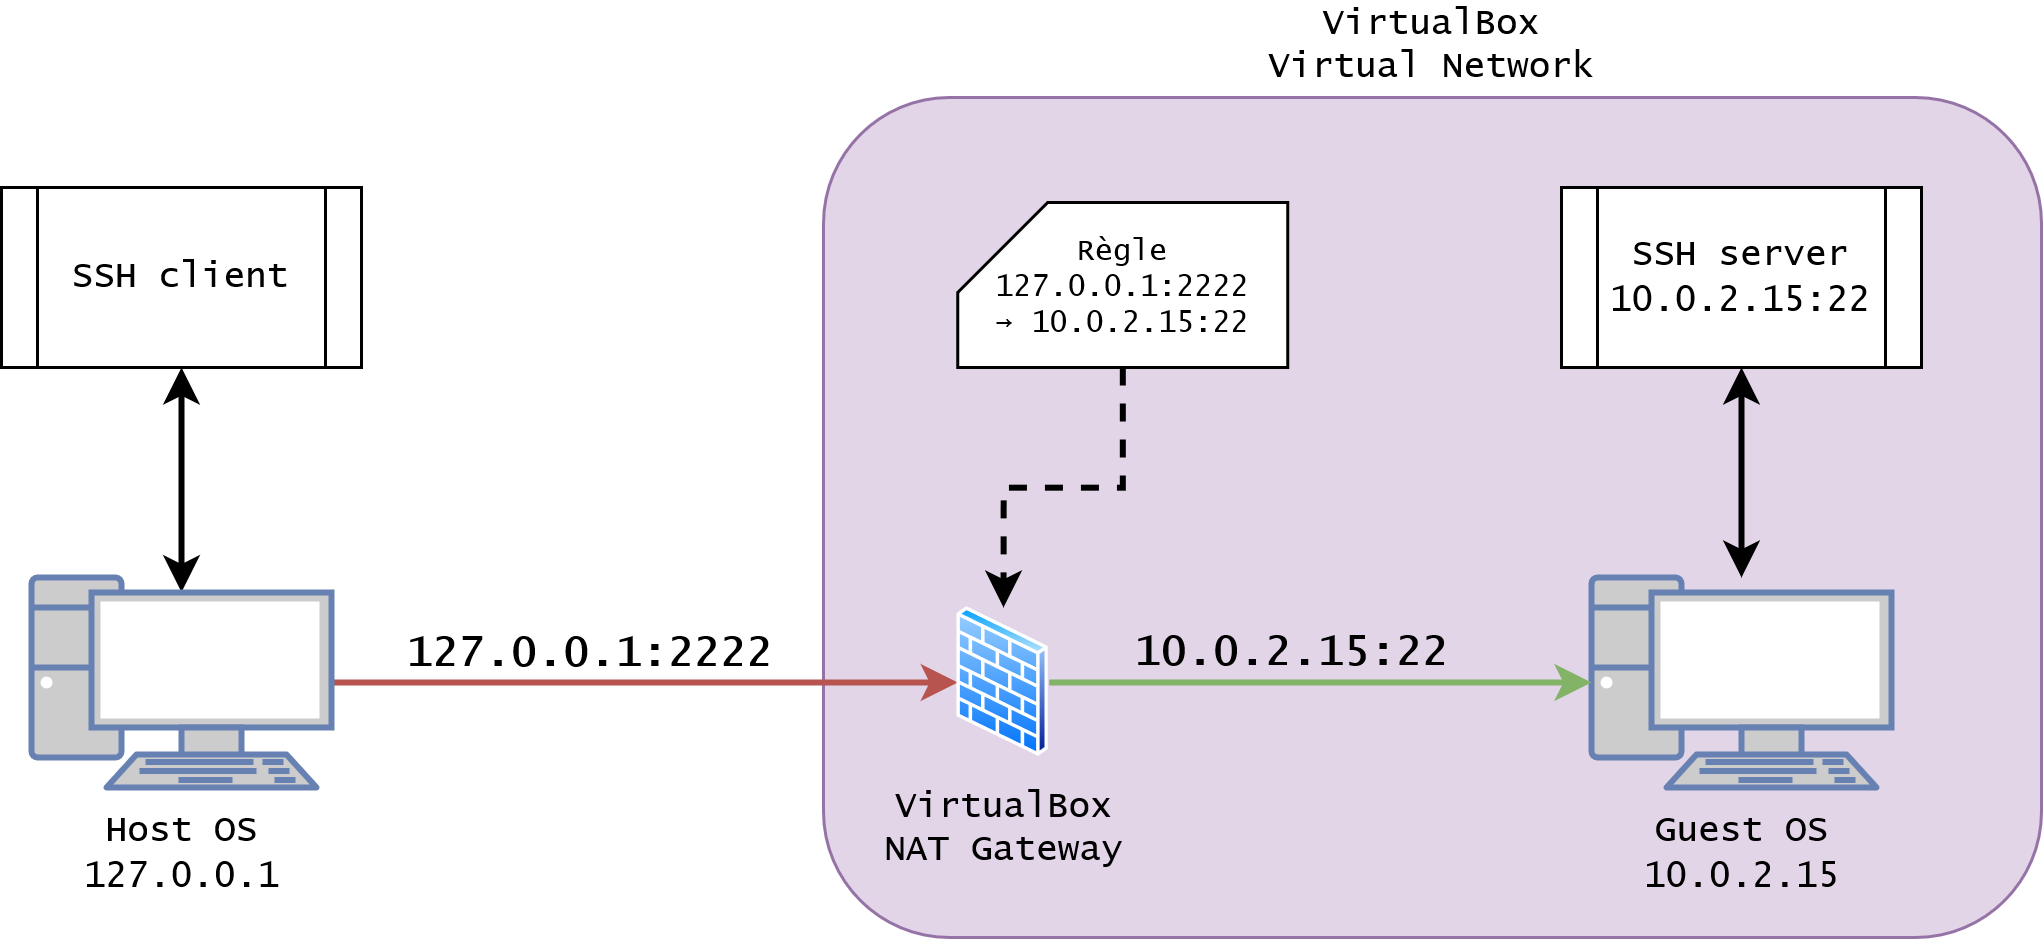 VirtualBox
Virtual Network
SSH client
Règle
127.0.0.1:2222
→ 10.0.2.15:22
SSH server
10.0.2.15:22
127.0.0.1:2222
10.0.2.15:22
VirtualBox
NAT Gateway
Host OS
127.0.0.1
Guest OS
10.0.2.15